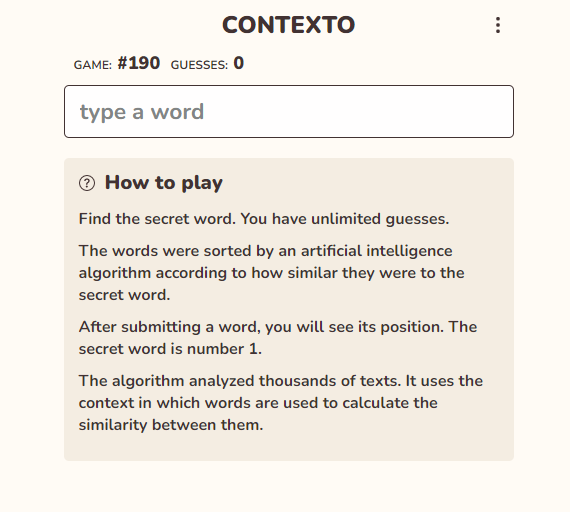 CONTEXTO
GAME: #190 GUESSES: 0
type a word
? How to play
Find the secret word. You have unlimited guesses.
The words were sorted by an artificial intelligence
algorithm according to how similar they were to the
secret word.
After submitting a word, you will see its position. The
secret word is number 1.
The algorithm analyzed thousands of texts. It uses the
context in which words are used to calculate the
similarity between them.